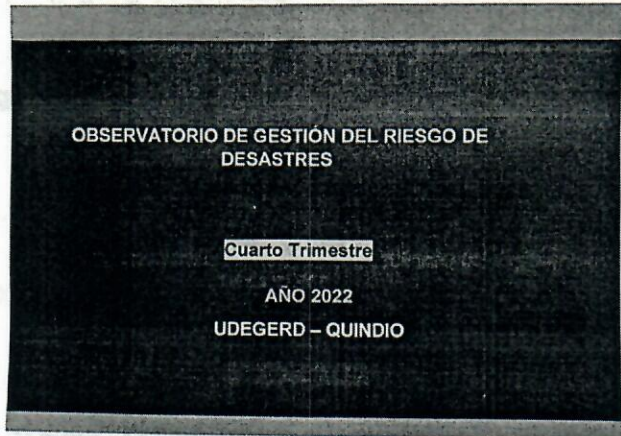 OBSERVATORIO DE GESTIÓN DEL RIESGO DE
DESASTRES
Cuarto Trimestre
AÑO 2022
UDEGERD – QUINDIO